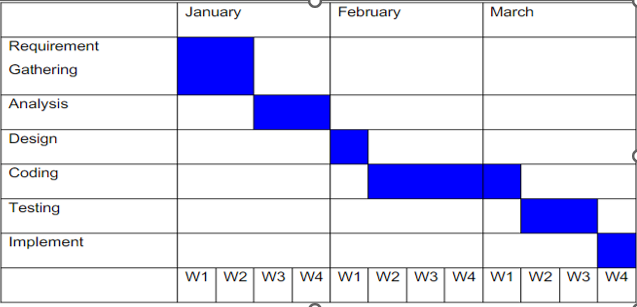 January February March
Requirement
Gathering
Analysis
Design
Coding
Testing
Implement
W1 W2 W3 W4 W1 W2 W3 W4 W1 W2 W3 W4